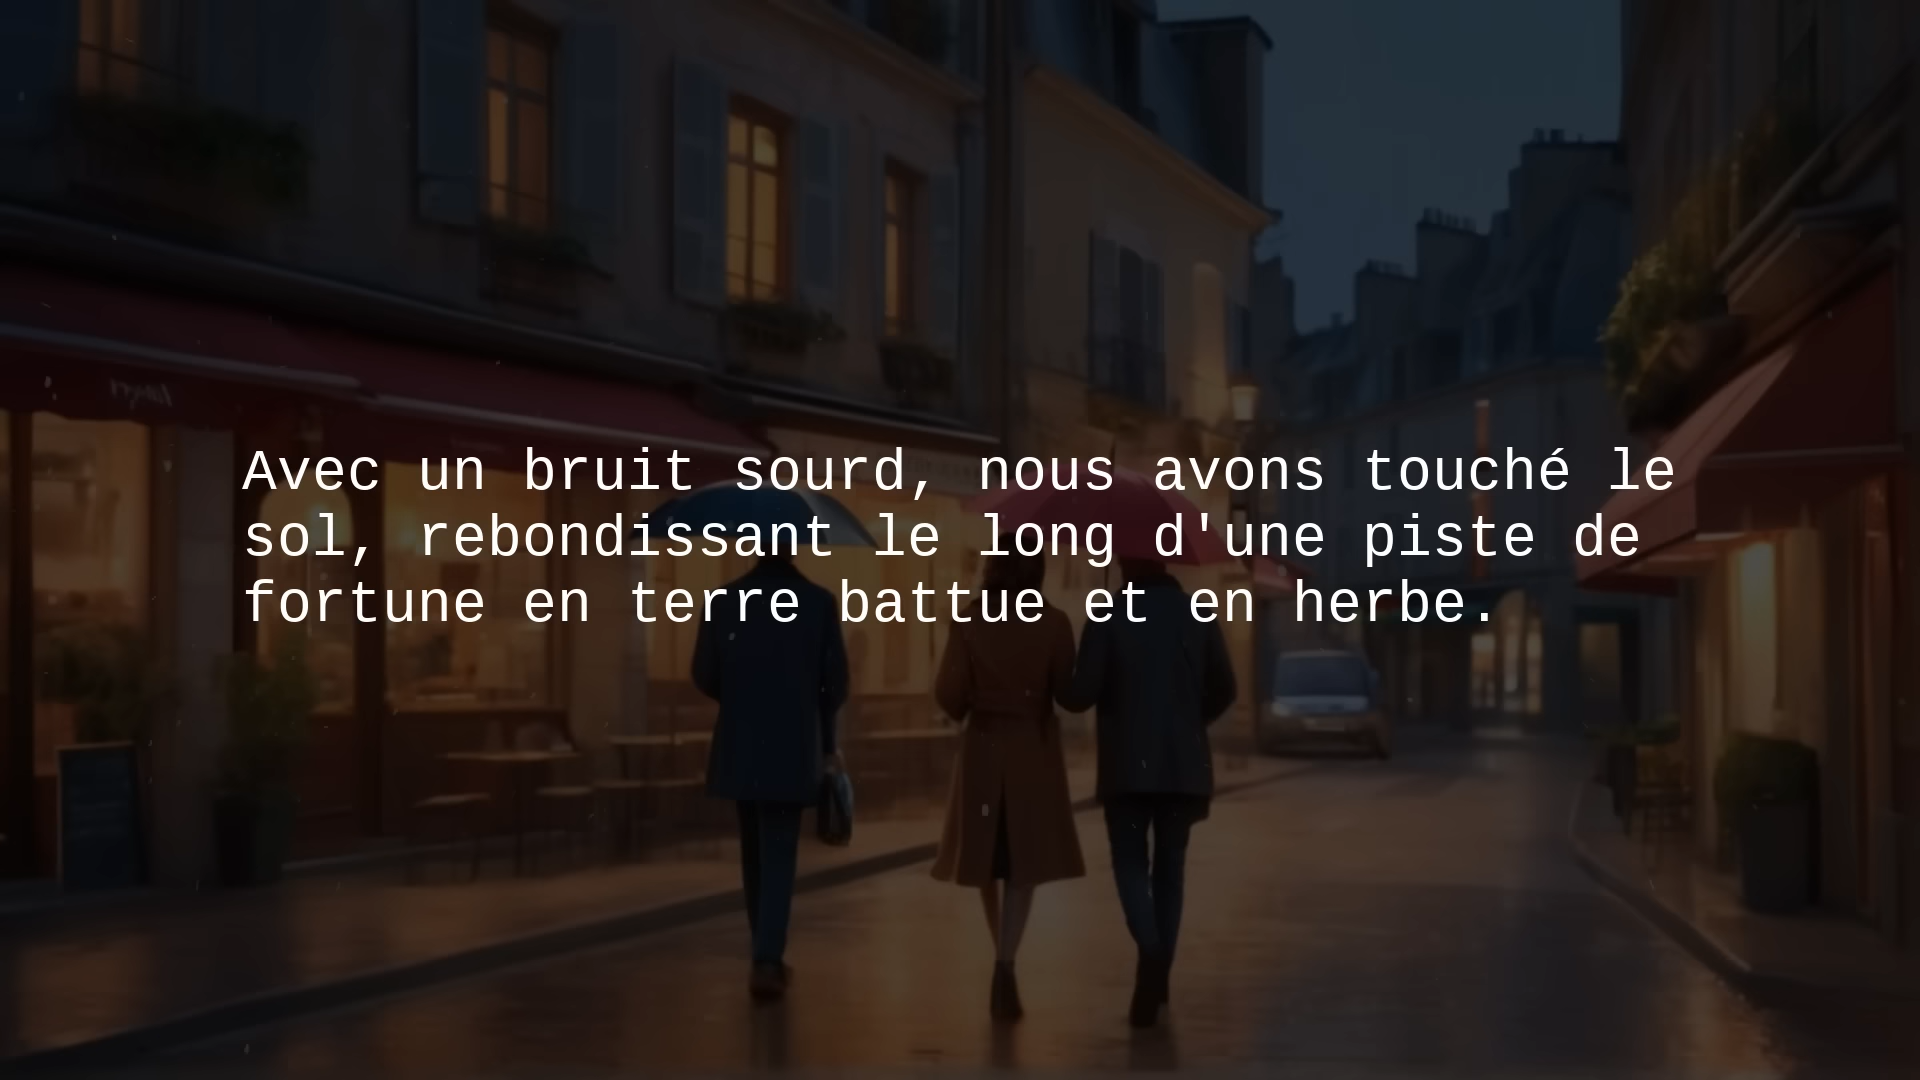 Avec un bruit sourd, nous avons touché le
sol, rebondissant le long d'une piste de
fortune en terre battue et en herbe.